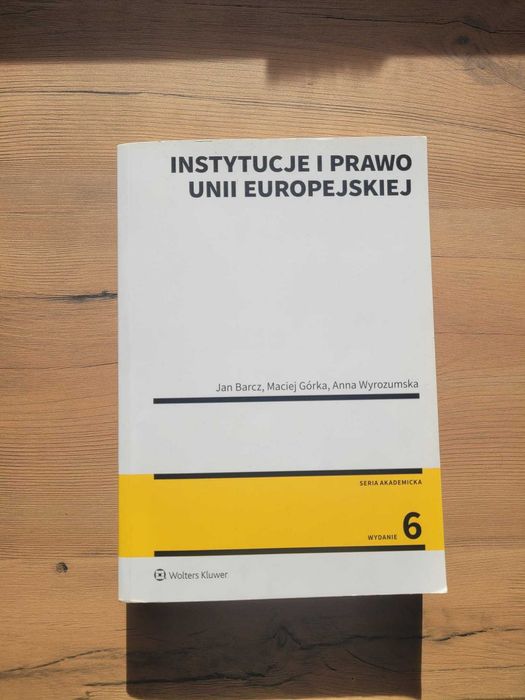 INSTYTUCJE I PRAWO
UNII EUROPEJSKIEJ
Jan Barcz, Maciej Górka, Anna Wyrozumska
SERIA AKADEMICKA
WYDANIE 6
Wolters Kluwer